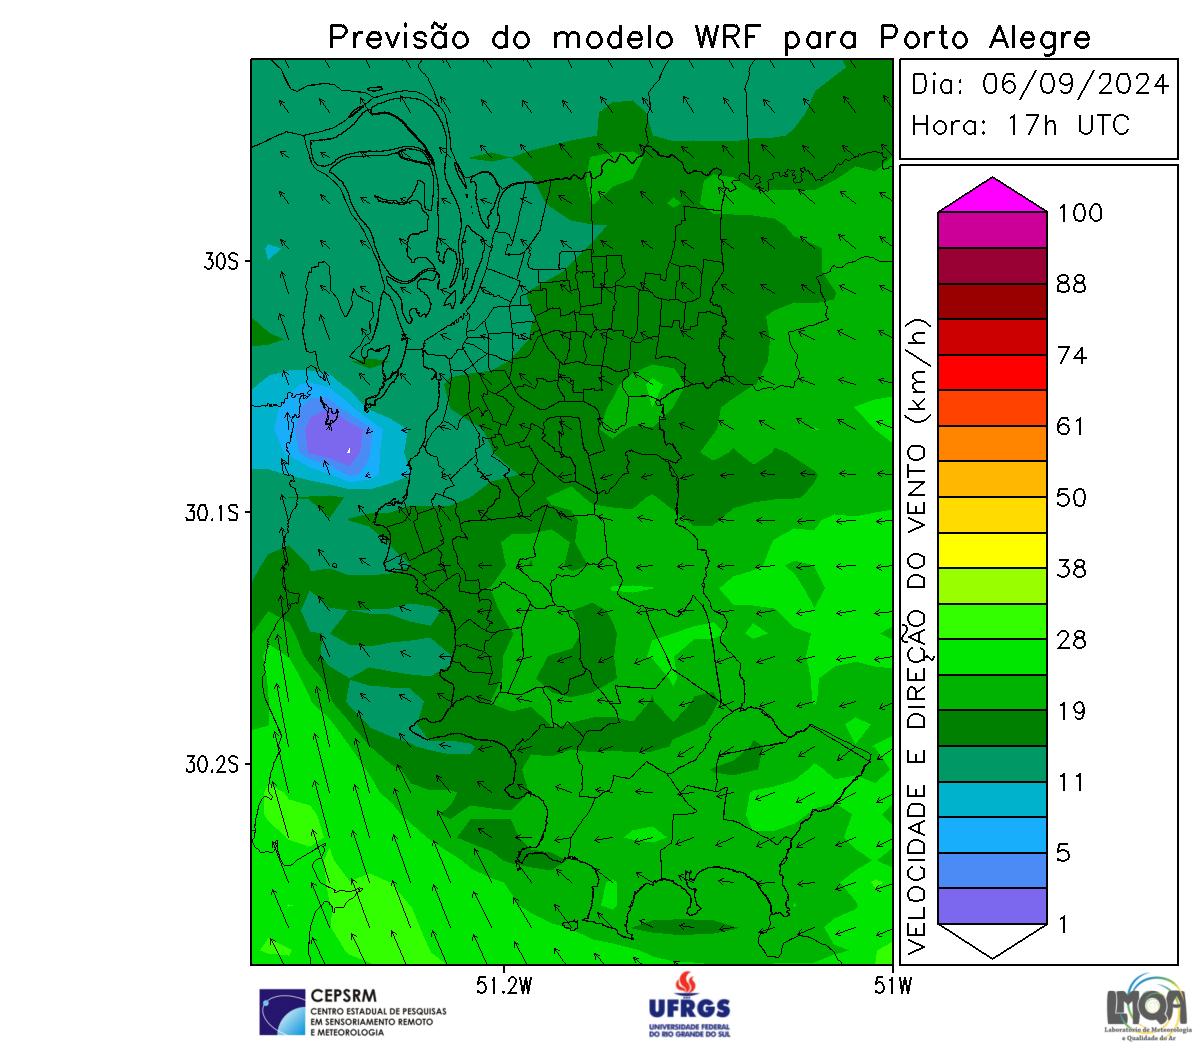 Previsão do modelo WRF para Porto Alegre
Dia: 06/09/2024
Hora: 17h UTC
30S
30.1S
30.2S
51.2W
51W
VELOCIDADE E DIREÇÃO DO VENTO (km/h)
100
88
74
61
50
38
28
19
11
5
1
CEPSRM
CENTRO ESTADUAL DE PESQUISAS
EM SENSORIAMENTO REMOTO
E METEOROLOGIA
UFRGS
UNIVERSIDADE FEDERAL
DO RIO GRANDE DO SUL
LMQA
Laboratório de Meteorologia
e Qualidade do Ar